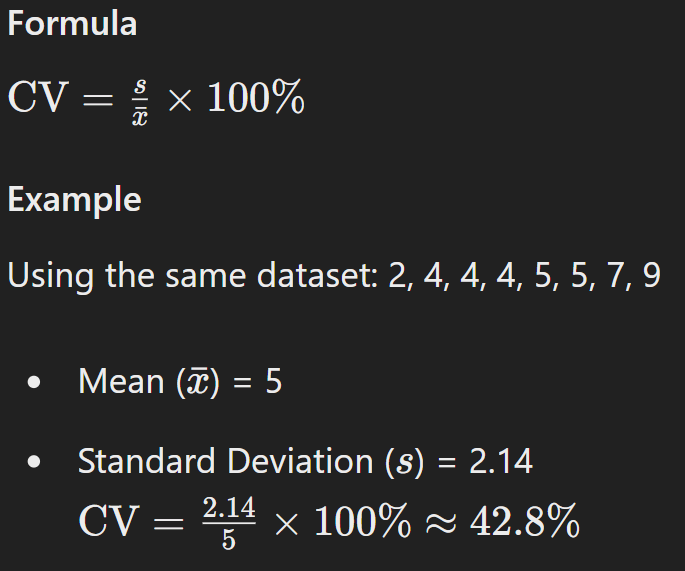 Formula
CV = s/x̄ × 100%
Example
Using the same dataset: 2, 4, 4, 4, 5, 5, 7, 9
• Mean (x̄) = 5
• Standard Deviation (s) = 2.14
CV = 2.14/5 × 100% ≈ 42.8%